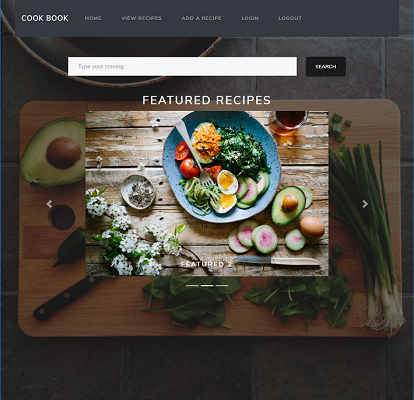 COOK BOOK HOME VIEW RECIPES ADD A RECIPE LOGIN LOGOUT
Type your craving SEARCH
FEATURED RECIPES
FEATURED 2